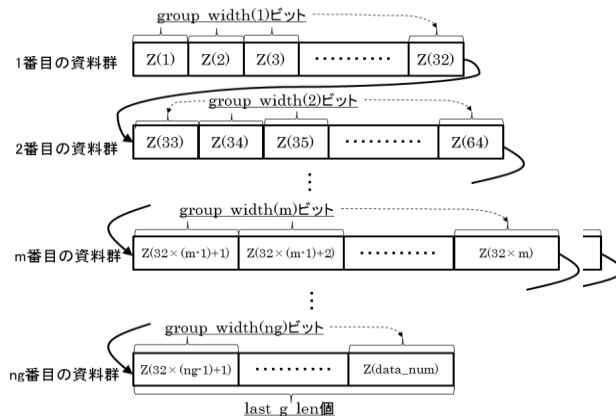 group_width(1)ビット
1番目の資料群 Z(1) Z(2) Z(3) ·········· Z(32)
group_width(2)ビット
2番目の資料群 Z(33) Z(34) Z(35) ·········· Z(64)
⋮
group_width(m)ビット
m番目の資料群 Z(32×(m-1)+1) Z(32×(m-1)+2) ·········· Z(32×m)
⋮
group_width(ng)ビット
ng番目の資料群 Z(32×(ng-1)+1) ·········· Z(data_num)
last_g_len個